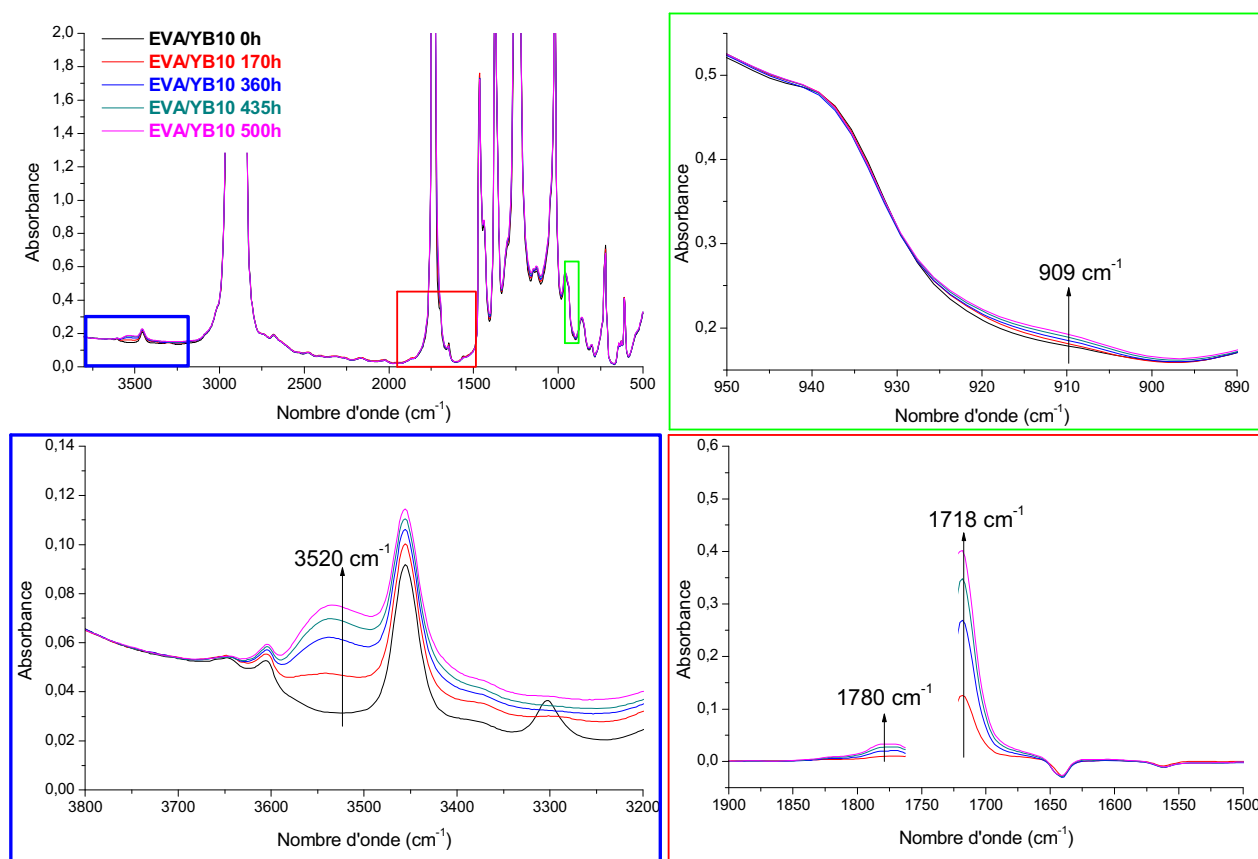 EVA/YB10 0h
EVA/YB10 170h
EVA/YB10 360h
EVA/YB10 435h
EVA/YB10 500h
Absorbance
2,0
1,8
1,6
1,4
1,2
1,0
0,8
0,6
0,4
0,2
0,0
3500 3000 2500 2000 1500 1000 500
Nombre d'onde (cm⁻¹)
Absorbance
0,5
0,3
0,2
909 cm⁻¹
950 940 930 920 910 900 890
Nombre d'onde (cm⁻¹)
Absorbance
0,14
0,12
0,10
0,08
0,06
0,04
0,02
0,00
3520 cm⁻¹
3800 3700 3600 3500 3400 3300 3200
Nombre d'onde (cm⁻¹)
Absorbance
0,6
0,5
0,4
0,3
0,2
0,1
0,0
1718 cm⁻¹
1780 cm⁻¹
1900 1850 1800 1750 1700 1650 1600 1550 1500
Nombre d'onde (cm⁻¹)